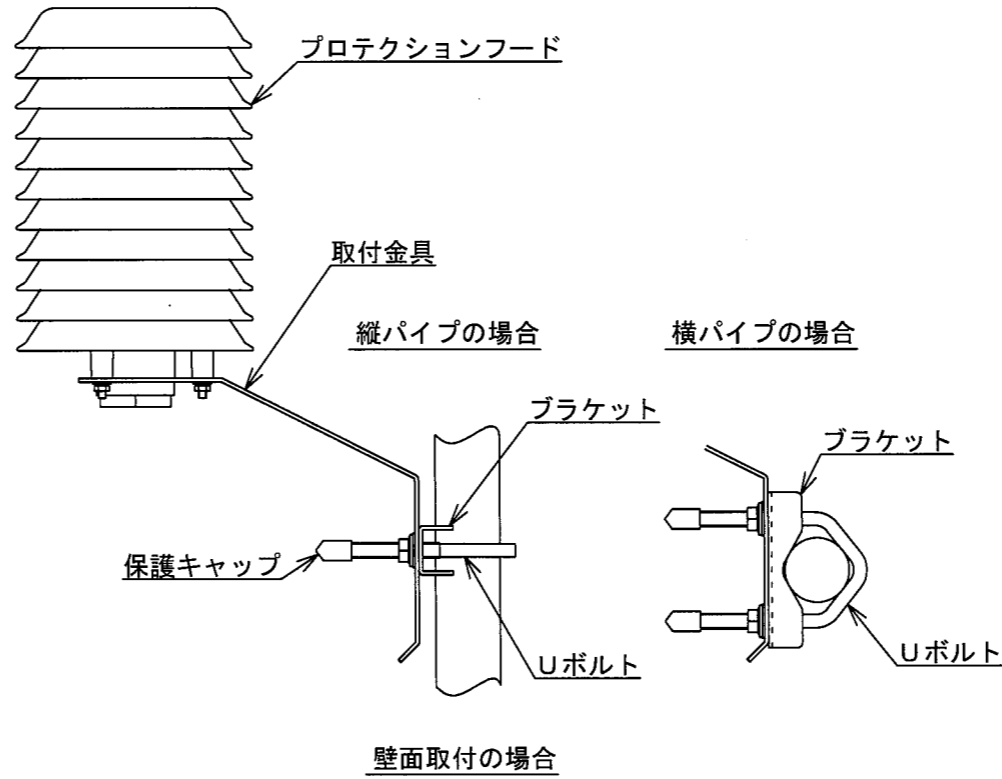 プロテクションフード
取付金具
縦パイプの場合
横パイプの場合
ブラケット
ブラケット
保護キャップ
Uボルト
Uボルト
壁面取付の場合